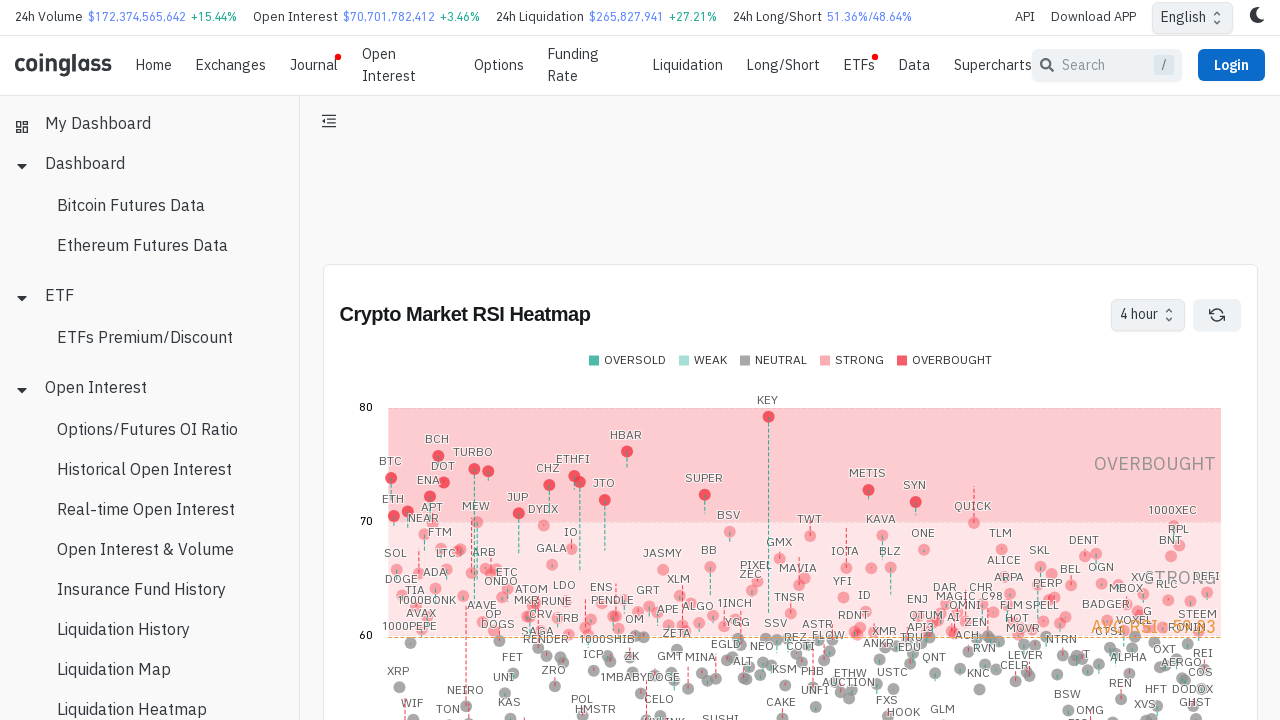 24h Volume $172,374,565,642 +15.44% Open Interest $70,701,782,412 +3.46% 24h Liquidation $265,827,941 +27.21% 24h Long/Short 51.36%/48.64% API Download APP English
coinglass Home Exchanges Journal Open Interest Options Funding Rate Liquidation Long/Short ETFs Data Supercharts Search / Login
My Dashboard
Dashboard
Bitcoin Futures Data
Ethereum Futures Data
ETF
ETFs Premium/Discount
Open Interest
Options/Futures OI Ratio
Historical Open Interest
Real-time Open Interest
Open Interest & Volume
Insurance Fund History
Liquidation History
Liquidation Map
Liquidation Heatmap
Crypto Market RSI Heatmap
4 hour
OVERSOLD WEAK NEUTRAL STRONG OVERBOUGHT
80
KEY
BCH HBAR
BTC DOT TURBO CHZ ETHFI OVERBOUGHT
ENA JTO SUPER METIS SYN
ETH APT MEW JUP DYDX QUICK 1000XEC
70 NEAR BSV TWT KAVA
FTM IO ONE TLM RPL
SOL LTC ARB GALA JASMY BB GMX IOTA BLZ SKL DENT BNT
DOGE ADA ETC PIXEL MAVIA ALICE BEL OGN
TIA ONDO ATOM LDO ENS GRT XLM ZEC YFI DAR CHR ARPA PERP MBOX XVG RLC STRONG DEFI
1000BONK AAVE OP MKR RUNE PENDLE APE ALGO 1INCH TNSR ID ENJ MAGIC OMNI C98 FLM SPELL BADGER
AVAX DOGS CRV TRB OM YGG SSV RDNT QTUM AI ZEN HOT VOXEL STEEM
1000PEPE SAGA ZETA ASTR API3 MOVR CTSI RONIN
60 RENDER 1000SHIB EGLD NEO REZ FLOW XMR TRU ACH NTRN
FET ICP ZK GMT MINA ALT COTI ANKR EDU RVN LEVER ALPHA OXT REI
XRP UNI ZRO 1MBABYDOGE KSM PHB ETHW USTC QNT KNC CELR AERGO COS
NEIRO UNFI AUCTION BSW REN HFT DODOX
WIF KAS POL CELO CAKE FXS XVS GHST
TON HMSTR SUSHI HOOK GLM OMG